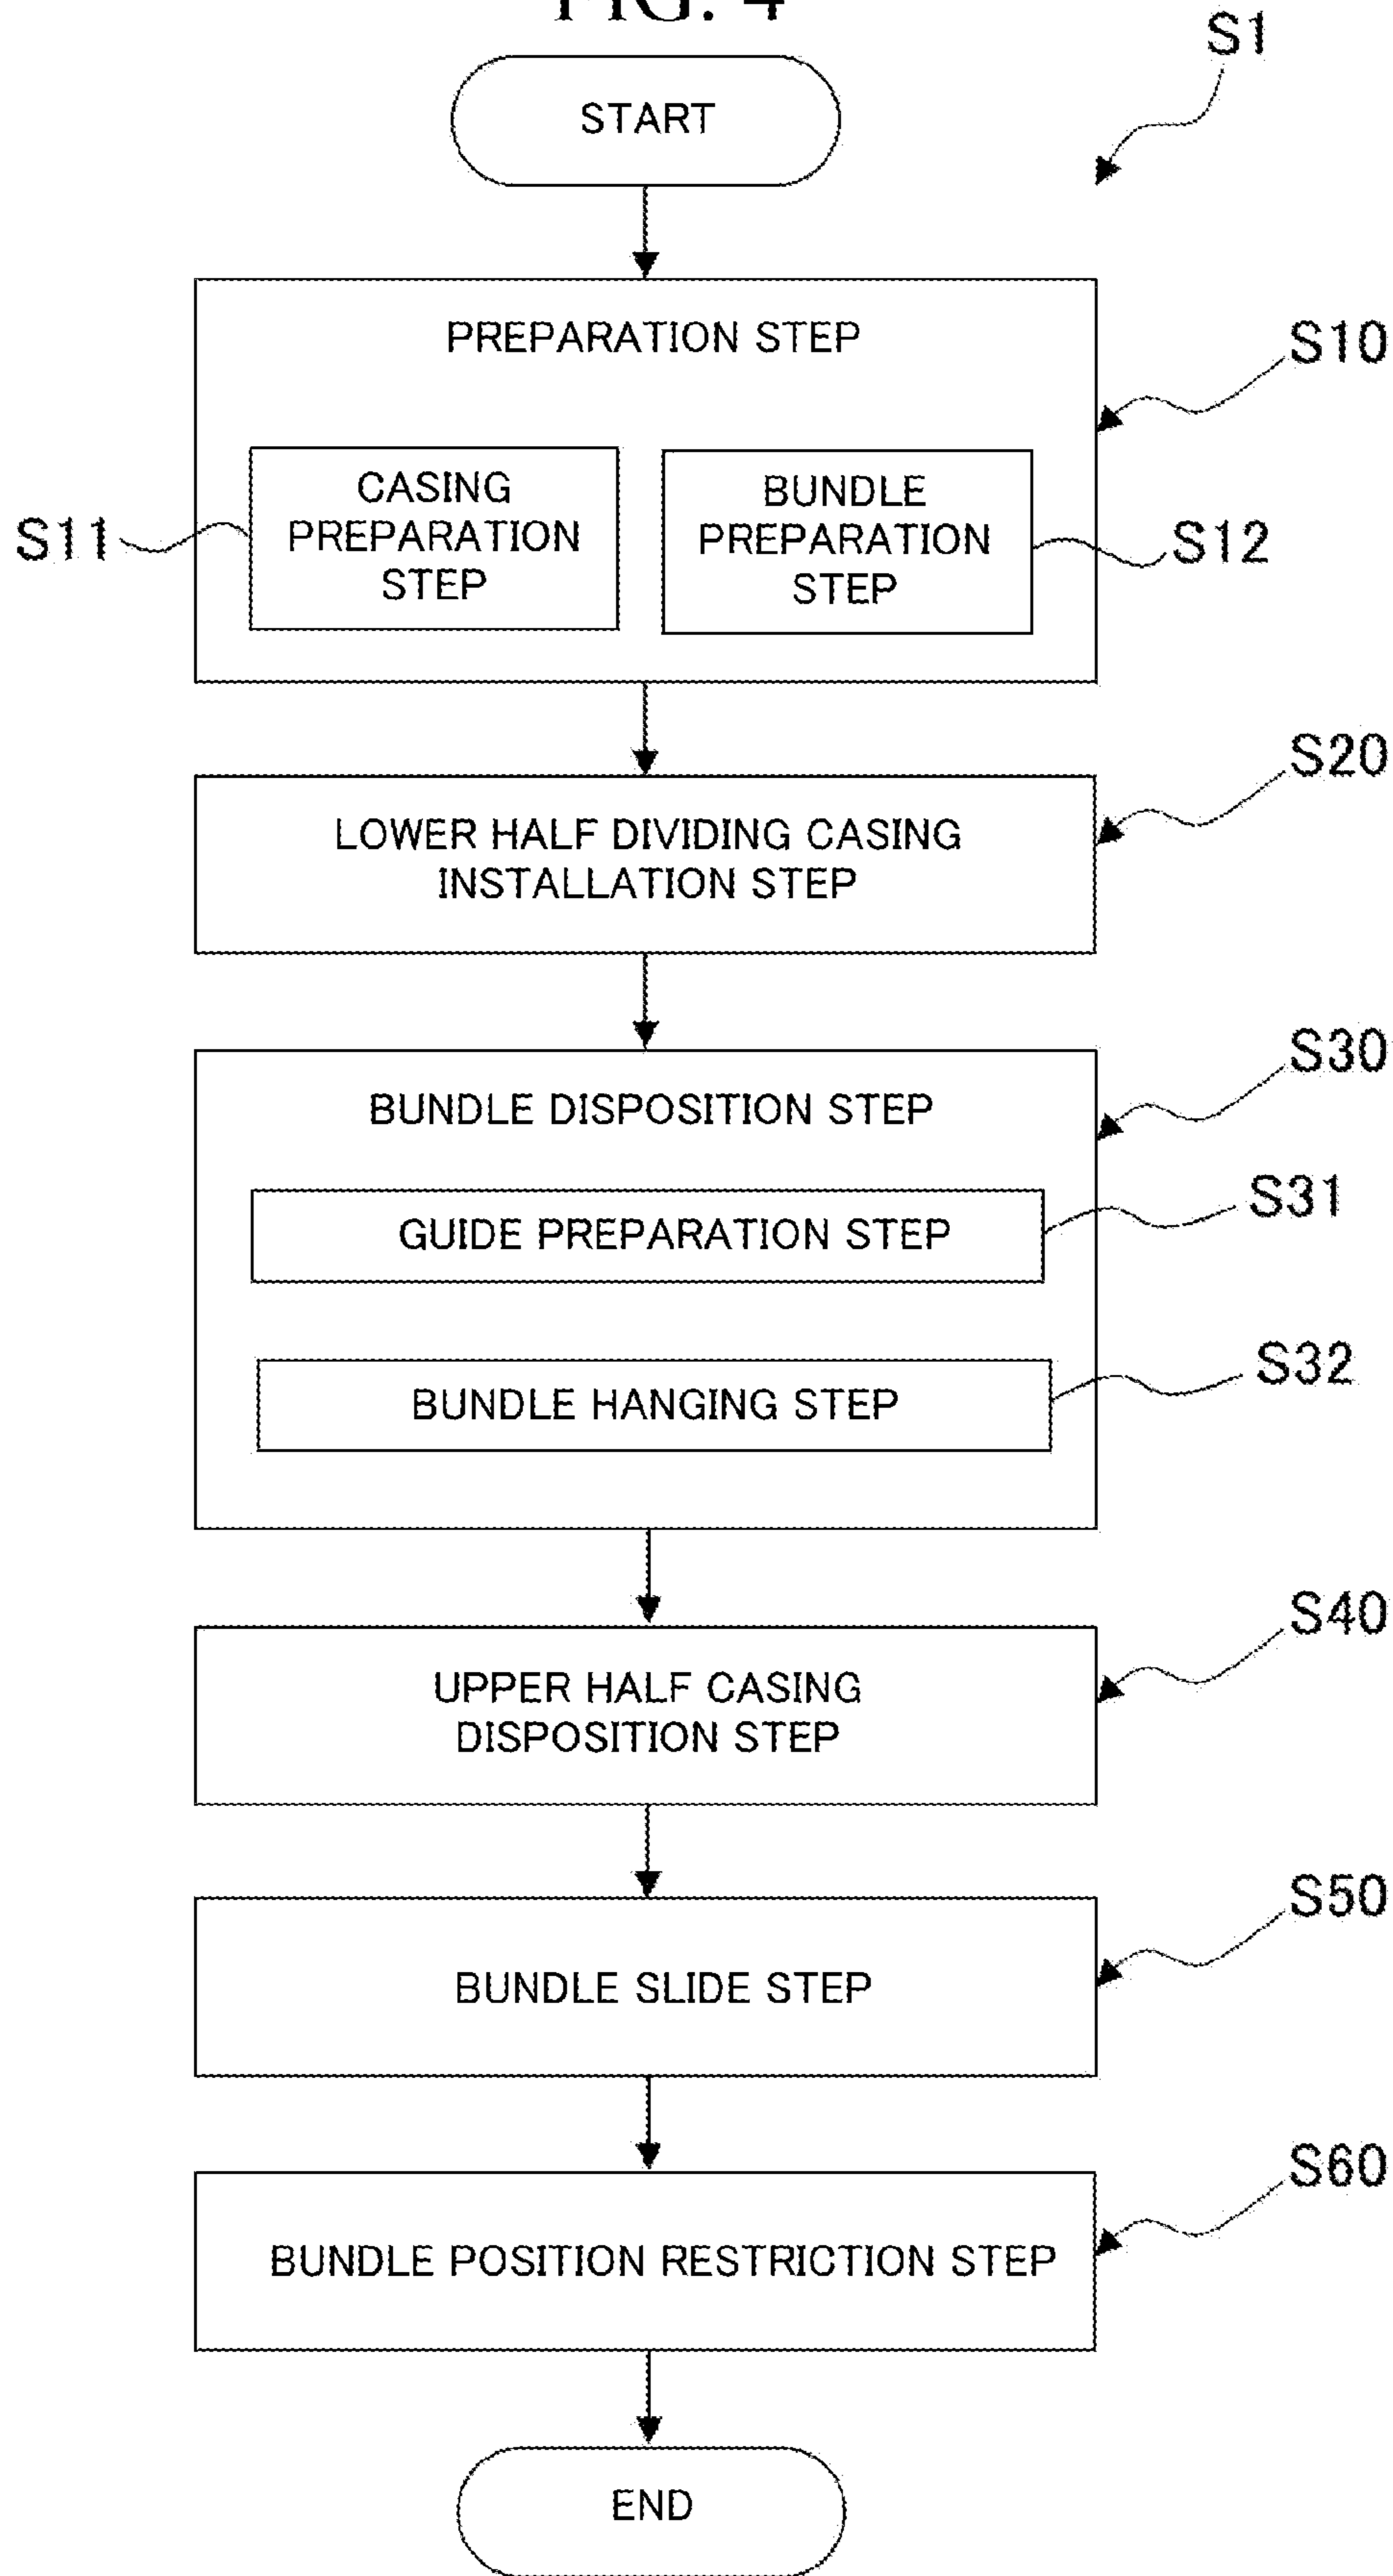 FIG. 4
S1
START
PREPARATION STEP
S10
CASING
PREPARATION
STEP
S11
BUNDLE
PREPARATION
STEP
S12
S20
LOWER HALF DIVIDING CASING
INSTALLATION STEP
S30
BUNDLE DISPOSITION STEP
S31
GUIDE PREPARATION STEP
S32
BUNDLE HANGING STEP
S40
UPPER HALF CASING
DISPOSITION STEP
S50
BUNDLE SLIDE STEP
S60
BUNDLE POSITION RESTRICTION STEP
END